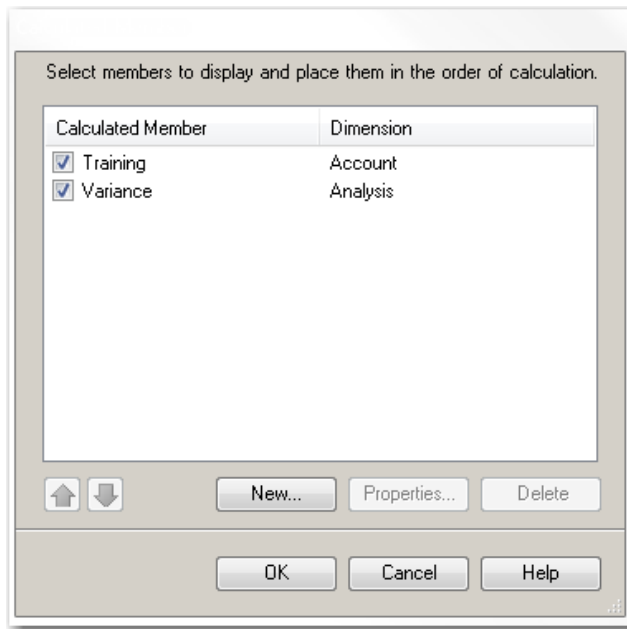 Select members to display and place them in the order of calculation.
Calculated Member Dimension
Training Account
Variance Analysis
New... Properties... Delete
OK Cancel Help